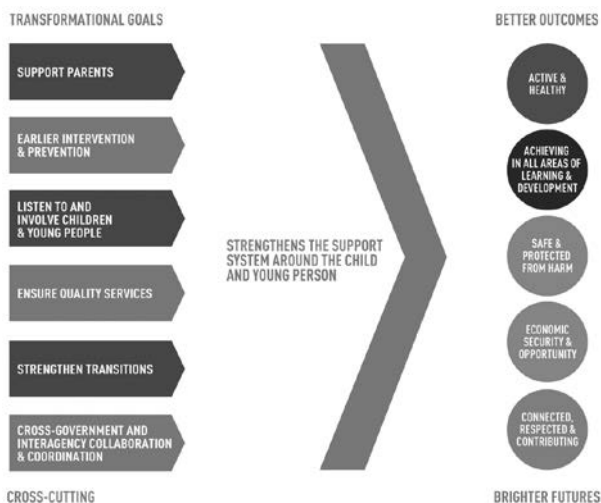 TRANSFORMATIONAL GOALS
SUPPORT PARENTS
EARLIER INTERVENTION
& PREVENTION
LISTEN TO AND
INVOLVE CHILDREN
& YOUNG PEOPLE
ENSURE QUALITY SERVICES
STRENGTHEN TRANSITIONS
CROSS-GOVERNMENT AND
INTERAGENCY COLLABORATION
& COORDINATION
CROSS-CUTTING
STRENGTHENS THE SUPPORT
SYSTEM AROUND THE CHILD
AND YOUNG PERSON
BETTER OUTCOMES
ACTIVE &
HEALTHY
ACHIEVING
IN ALL AREAS OF
LEARNING &
DEVELOPMENT
SAFE &
PROTECTED
FROM HARM
ECONOMIC
SECURITY &
OPPORTUNITY
CONNECTED,
RESPECTED &
CONTRIBUTING
BRIGHTER FUTURES